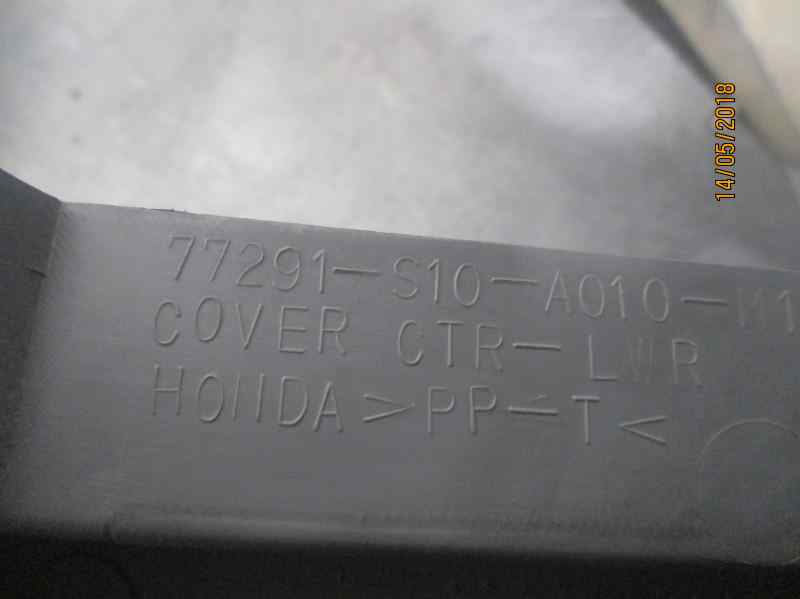 14/05/2018
77291-S10-A010-M1
COVER CTR-LWR
HONDA >PP-T<